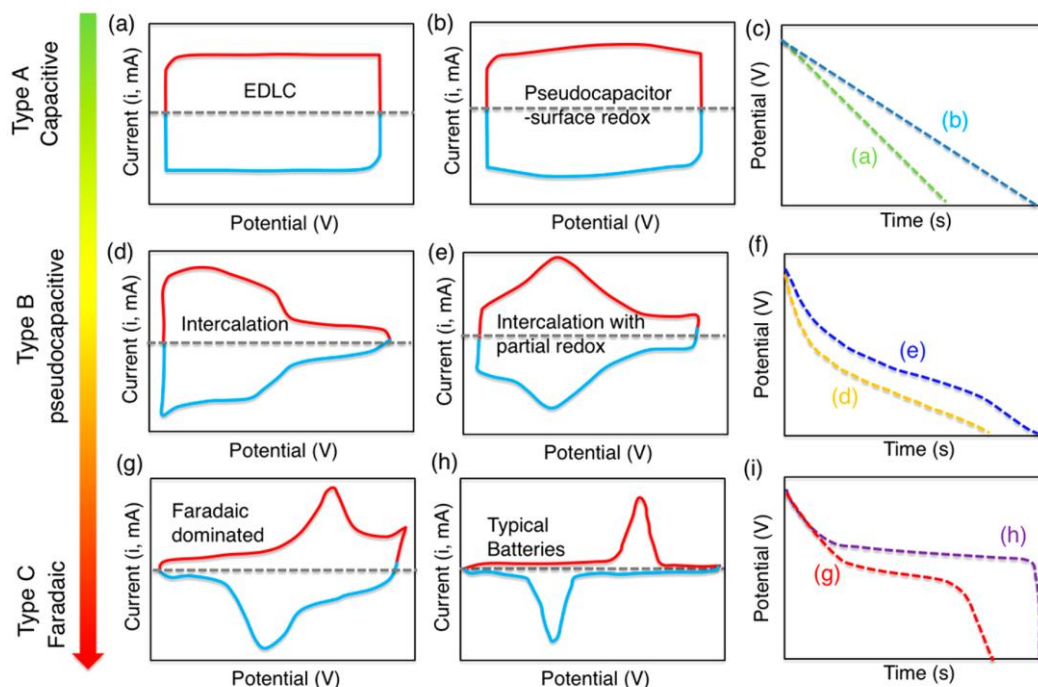 Type A
Capacitive
(a)
Current (i, mA)
EDLC
Potential (V)
(b)
Current (i, mA)
Pseudocapacitor
-surface redox
Potential (V)
(c)
Potential (V)
(b)
(a)
Time (s)
Type B
pseudocapacitive
(d)
Current (i, mA)
Intercalation
Potential (V)
(e)
Current (i, mA)
Intercalation with
partial redox
Potential (V)
(f)
Potential (V)
(e)
(d)
Time (s)
Type C
Faradaic
(g)
Current (i, mA)
Faradaic
dominated
Potential (V)
(h)
Current (i, mA)
Typical
Batteries
Potential (V)
(i)
Potential (V)
(h)
(g)
Time (s)